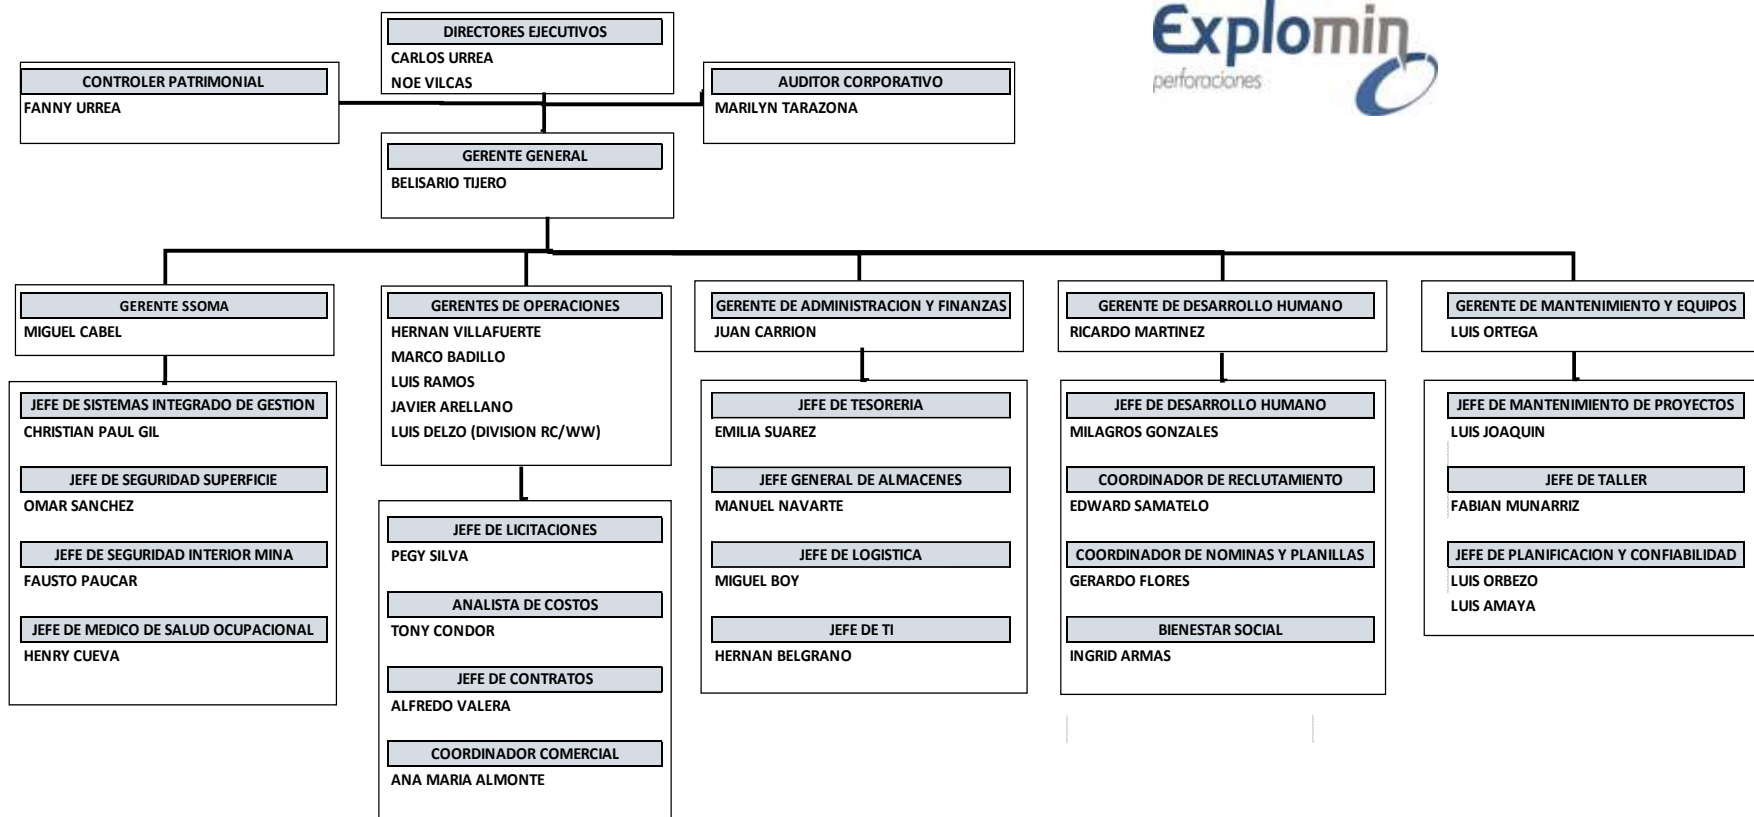 Explomin
perforaciones
DIRECTORES EJECUTIVOS
CARLOS URREA
NOE VILCAS
CONTROLER PATRIMONIAL
FANNY URREA
AUDITOR CORPORATIVO
MARILYN TARAZONA
GERENTE GENERAL
BELISARIO TIJERO
GERENTE SSOMA
MIGUEL CABEL
JEFE DE SISTEMAS INTEGRADO DE GESTION
CHRISTIAN PAUL GIL
JEFE DE SEGURIDAD SUPERFICIE
OMAR SANCHEZ
JEFE DE SEGURIDAD INTERIOR MINA
FAUSTO PAUCAR
JEFE DE MEDICO DE SALUD OCUPACIONAL
HENRY CUEVA
GERENTES DE OPERACIONES
HERNAN VILLAFUERTE
MARCO BADILLO
LUIS RAMOS
JAVIER ARELLANO
LUIS DELZO (DIVISION RC/WW)
JEFE DE LICITACIONES
PEGY SILVA
ANALISTA DE COSTOS
TONY CONDOR
JEFE DE CONTRATOS
ALFREDO VALERA
COORDINADOR COMERCIAL
ANA MARIA ALMONTE
GERENTE DE ADMINISTRACION Y FINANZAS
JUAN CARRION
JEFE DE TESORERIA
EMILIA SUAREZ
JEFE GENERAL DE ALMACENES
MANUEL NAVARTE
JEFE DE LOGISTICA
MIGUEL BOY
JEFE DE TI
HERNAN BELGRANO
GERENTE DE DESARROLLO HUMANO
RICARDO MARTINEZ
JEFE DE DESARROLLO HUMANO
MILAGROS GONZALES
COORDINADOR DE RECLUTAMIENTO
EDWARD SAMATELO
COORDINADOR DE NOMINAS Y PLANILLAS
GERARDO FLORES
BIENESTAR SOCIAL
INGRID ARMAS
GERENTE DE MANTENIMIENTO Y EQUIPOS
LUIS ORTEGA
JEFE DE MANTENIMIENTO DE PROYECTOS
LUIS JOAQUIN
JEFE DE TALLER
FABIAN MUNARRIZ
JEFE DE PLANIFICACION Y CONFIABILIDAD
LUIS ORBEZO
LUIS AMAYA